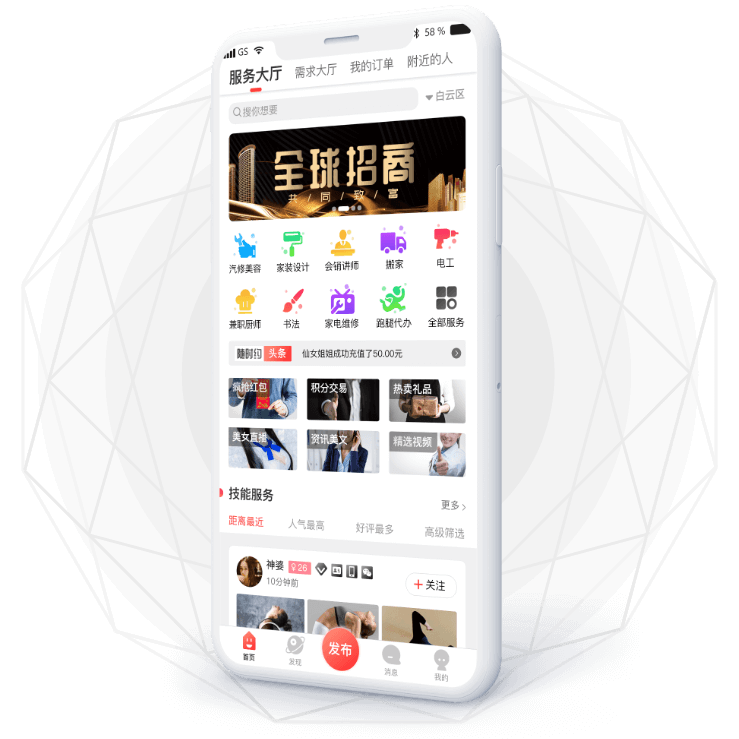 GS 58 %
服务大厅 需求大厅 我的订单 附近的人
搜你想要 白云区
全球招商
共/同/致/富
汽修美容 家装设计 会销讲师 搬家 电工
兼职厨师 书法 家电维修 跑腿代办 全部服务
随时约 头条 仙女姐姐成功充值了50.00元
疯抢红包 积分交易 热卖礼品
美女直播 资讯美文 精选视频
技能服务 更多
距离最近 人气最高 好评最多 高级筛选
神婆 26
10分钟前
+关注
首页 发现 发布 消息 我的